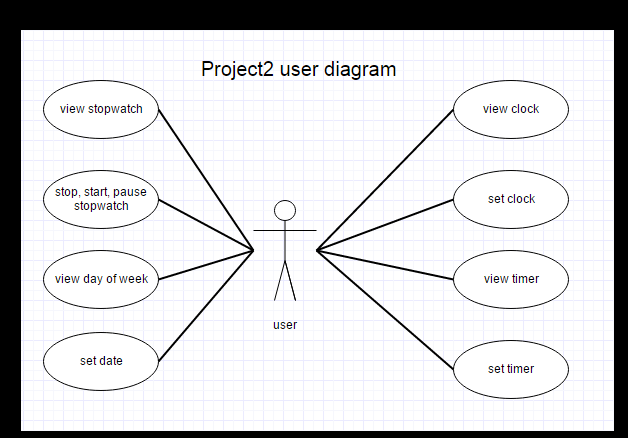 Project2 user diagram
view stopwatch
stop, start, pause
stopwatch
view day of week
set date
user
view clock
set clock
view timer
set timer